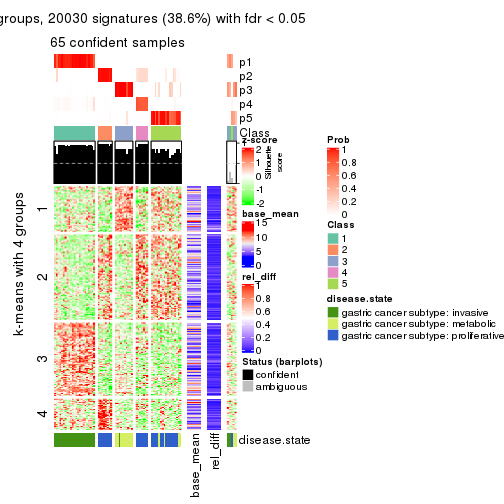 groups, 20030 signatures (38.6%) with fdr < 0.05
65 confident samples
p1
p2
p3
p4
p5
Class
Silhouette
score
k-means with 4 groups
1
2
3
4
base_mean
rel_diff
disease.state
z-score
2
1
0
-1
-2
base_mean
15
10
5
0
rel_diff
1
0.8
0.6
0.4
0.2
0
Status (barplots)
confident
ambiguous
Prob
1
0.8
0.6
0.4
0.2
0
Class
1
2
3
4
5
disease.state
gastric cancer subtype: invasive
gastric cancer subtype: metabolic
gastric cancer subtype: proliferative